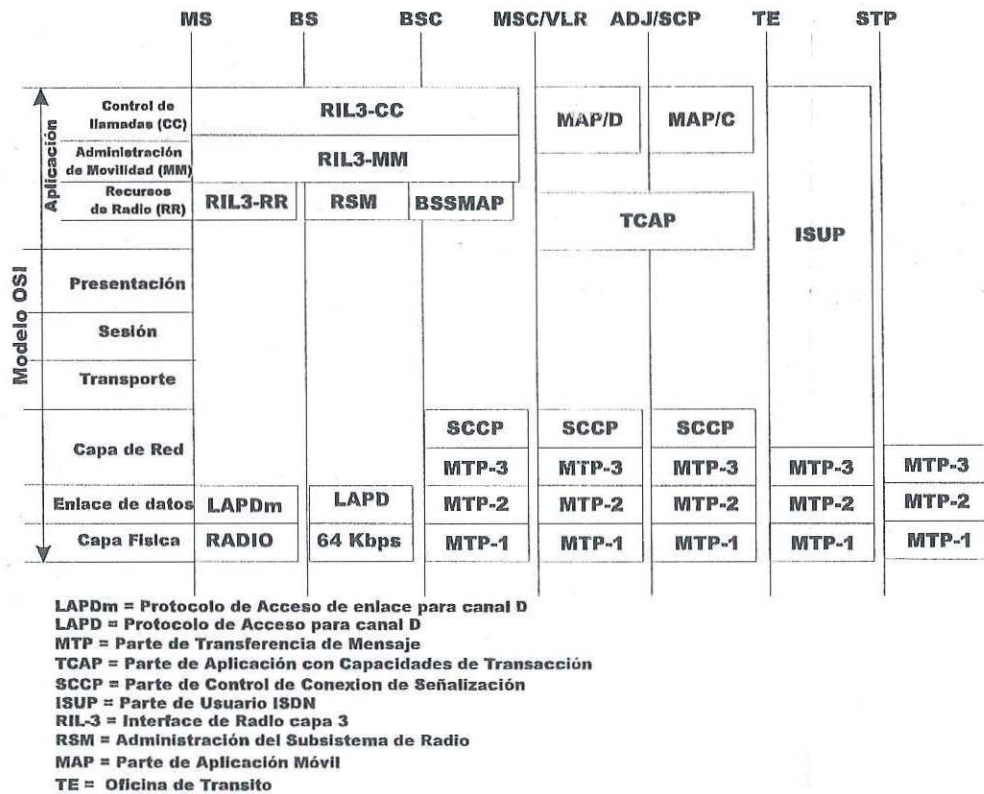 MS BS BSC MSC/VLR ADJ/SCP TE STP
Modelo OSI
Aplicación
Control de
llamadas (CC)
RIL3-CC
MAP/D
MAP/C
Administración
de Movilidad (MM)
RIL3-MM
Recursos
de Radio (RR)
RIL3-RR
RSM
BSSMAP
TCAP
ISUP
Presentación
Sesión
Transporte
Capa de Red
SCCP SCCP SCCP
MTP-3 MTP-3 MTP-3 MTP-3 MTP-3
Enlace de datos LAPDm LAPD MTP-2 MTP-2 MTP-2 MTP-2 MTP-2
Capa Fisica RADIO 64 Kbps MTP-1 MTP-1 MTP-1 MTP-1 MTP-1
LAPDm = Protocolo de Acceso de enlace para canal D
LAPD = Protocolo de Acceso para canal D
MTP = Parte de Transferencia de Mensaje
TCAP = Parte de Aplicación con Capacidades de Transacción
SCCP = Parte de Control de Conexion de Señalización
ISUP = Parte de Usuario ISDN
RIL-3 = Interface de Radio capa 3
RSM = Administración del Subsistema de Radio
MAP = Parte de Aplicación Móvil
TE = Oficina de Transito